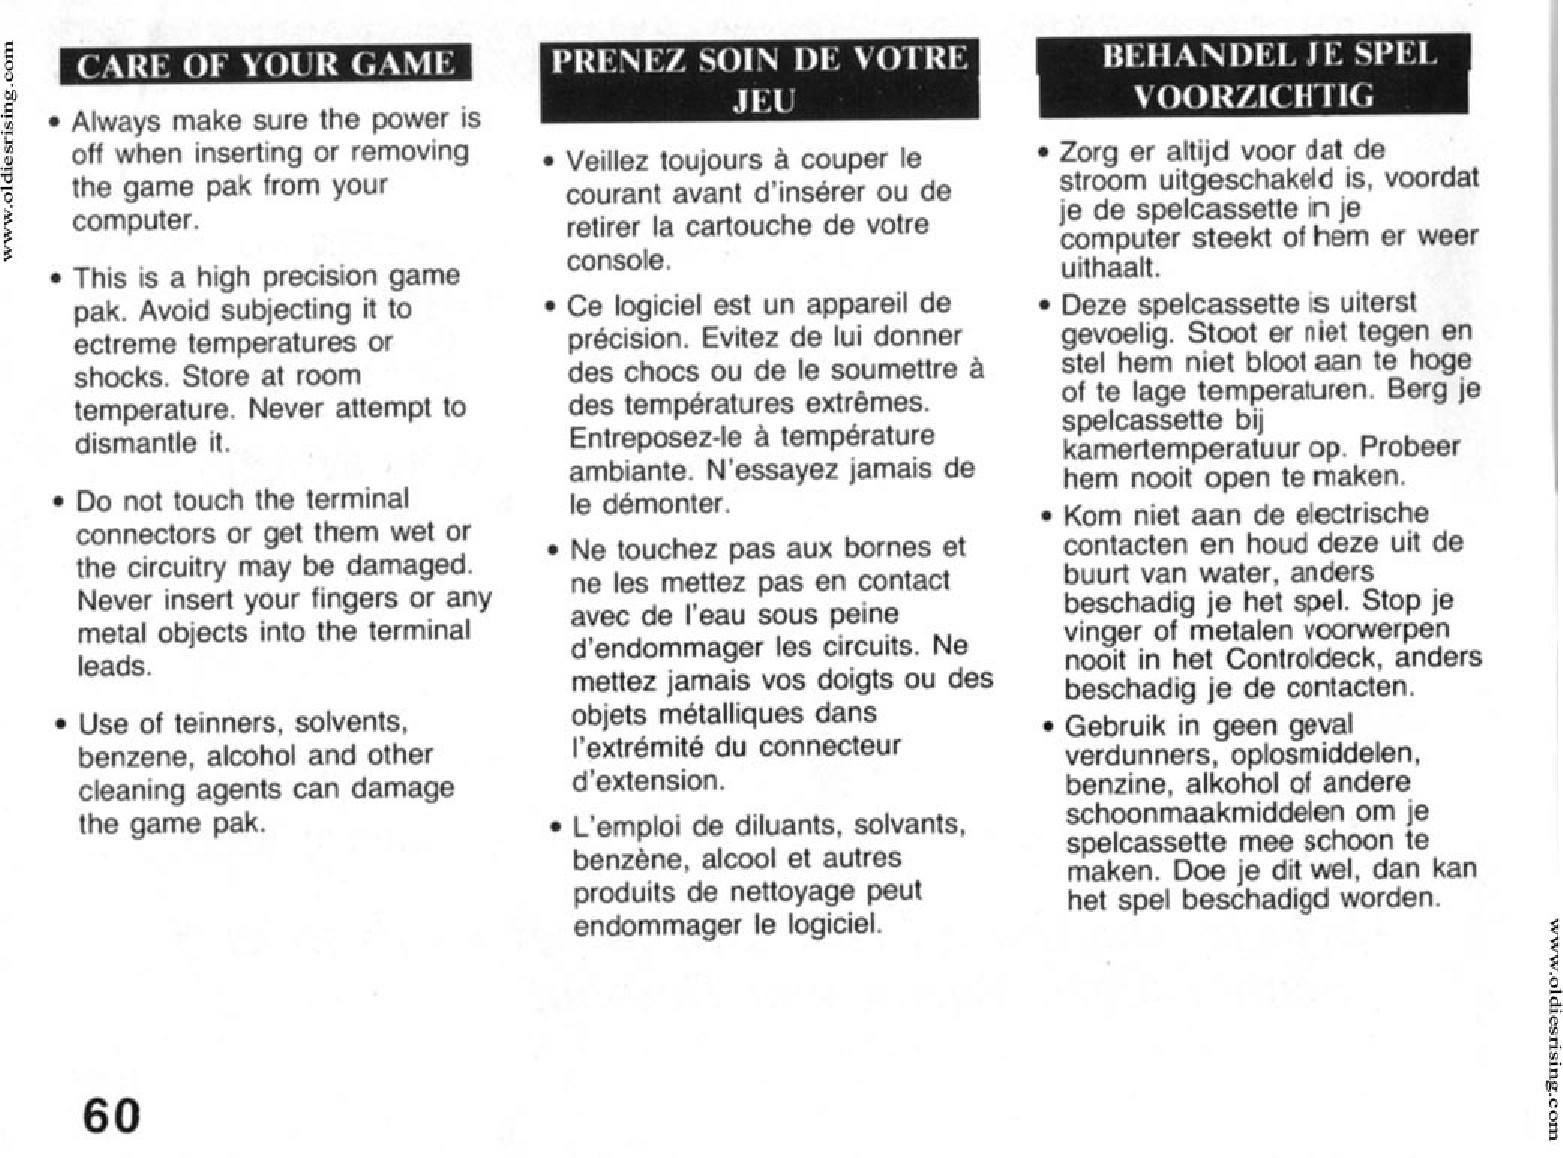 www.oldiesrising.com
CARE OF YOUR GAME
• Always make sure the power is
off when inserting or removing
the game pak from your
computer.
• This is a high precision game
pak. Avoid subjecting it to
ectreme temperatures or
shocks. Store at room
temperature. Never attempt to
dismantle it.
• Do not touch the terminal
connectors or get them wet or
the circuitry may be damaged.
Never insert your fingers or any
metal objects into the terminal
leads.
• Use of teinners, solvents,
benzene, alcohol and other
cleaning agents can damage
the game pak.
PRENEZ SOIN DE VOTRE
JEU
• Veillez toujours à couper le
courant avant d'insérer ou de
retirer la cartouche de votre
console.
• Ce logiciel est un appareil de
précision. Evitez de lui donner
des chocs ou de le soumettre à
des températures extrêmes.
Entreposez-le à température
ambiante. N'essayez jamais de
le démonter.
• Ne touchez pas aux bornes et
ne les mettez pas en contact
avec de l'eau sous peine
d'endommager les circuits. Ne
mettez jamais vos doigts ou des
objets métalliques dans
l'extrémité du connecteur
d'extension.
• L'emploi de diluants, solvants,
benzène, alcool et autres
produits de nettoyage peut
endommager le logiciel.
BEHANDEL JE SPEL
VOORZICHTIG
• Zorg er altijd voor dat de
stroom uitgeschakeld is, voordat
je de spelcassette in je
computer steekt of hem er weer
uithaalt.
• Deze spelcassette is uiterst
gevoelig. Stoot er niet tegen en
stel hem niet bloot aan te hoge
of te lage temperaturen. Berg je
spelcassette bij
kamertemperatuur op. Probeer
hem nooit open te maken.
• Kom niet aan de electrische
contacten en houd deze uit de
buurt van water, anders
beschadig je het spel. Stop je
vinger of metalen voorwerpen
nooit in het Controldeck, anders
beschadig je de contacten.
• Gebruik in geen geval
verdunners, oplosmiddelen,
benzine, alkohol of andere
schoonmaakmiddelen om je
spelcassette mee schoon te
maken. Doe je dit wel, dan kan
het spel beschadigd worden.
60
www.oldiesrising.com